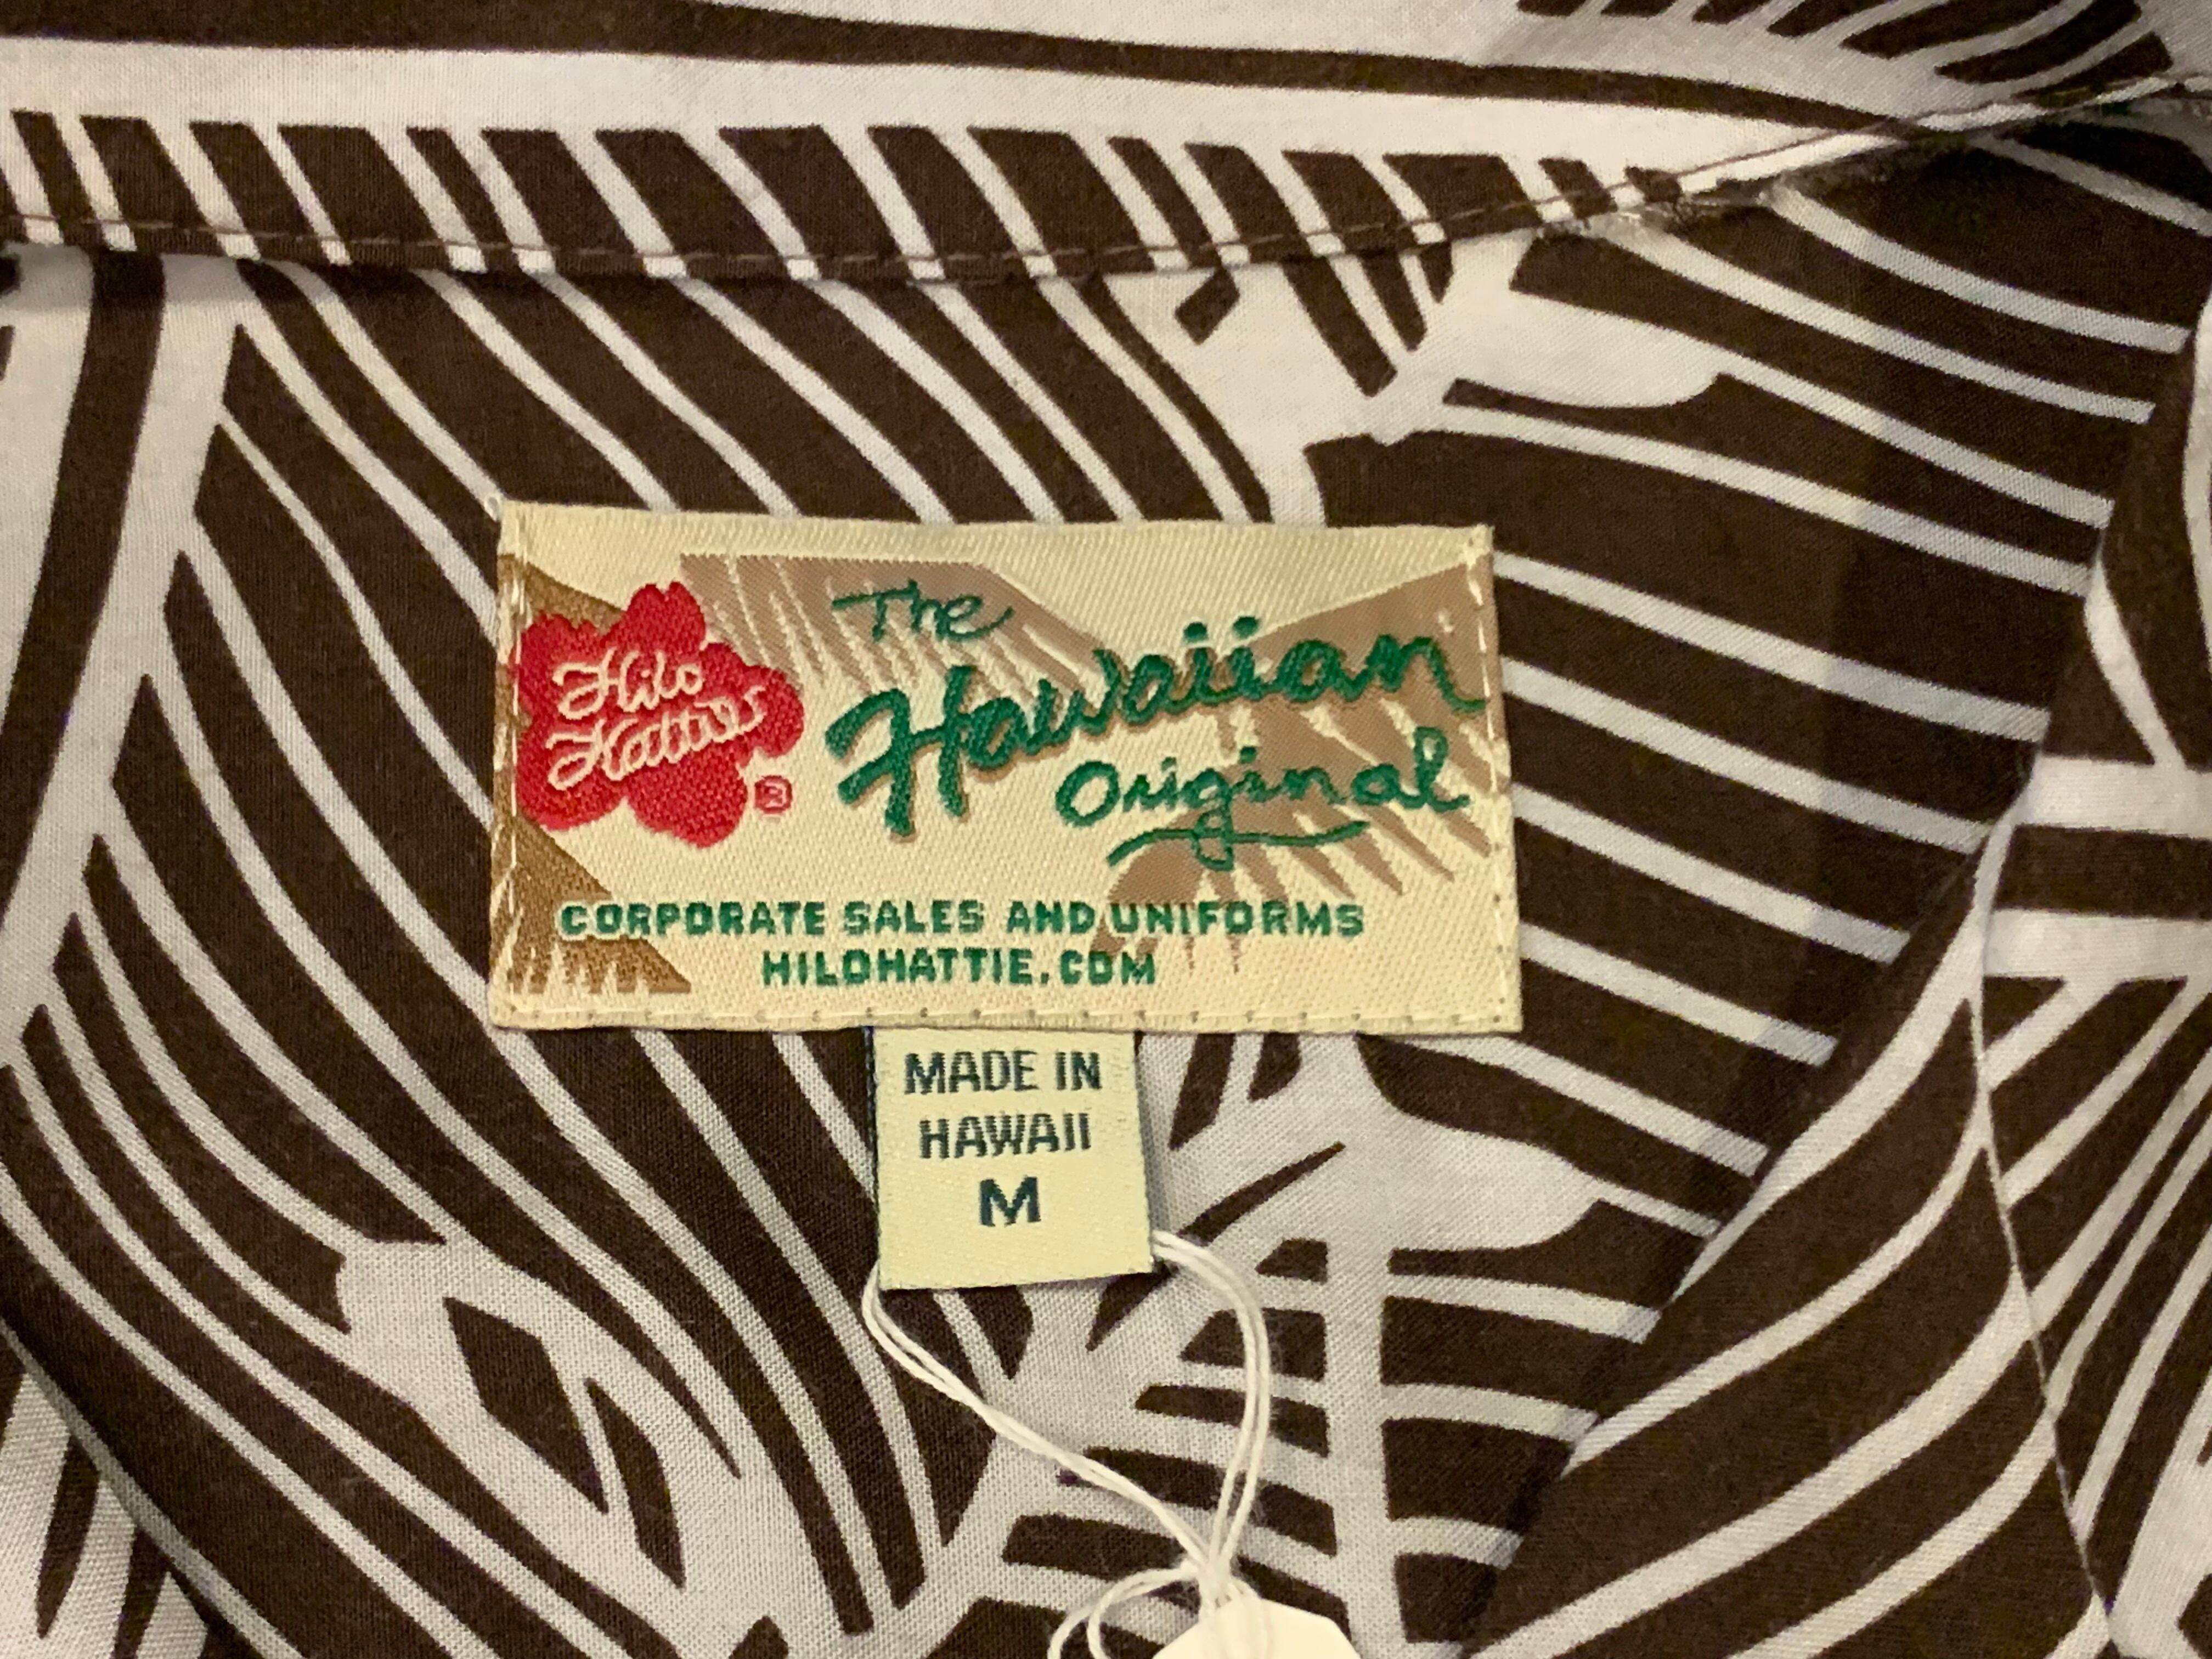 Hilo
Hattie
®
The
Hawaiian
Original
CORPORATE SALES AND UNIFORMS
HILOHATTIE.COM
MADE IN
HAWAII
M